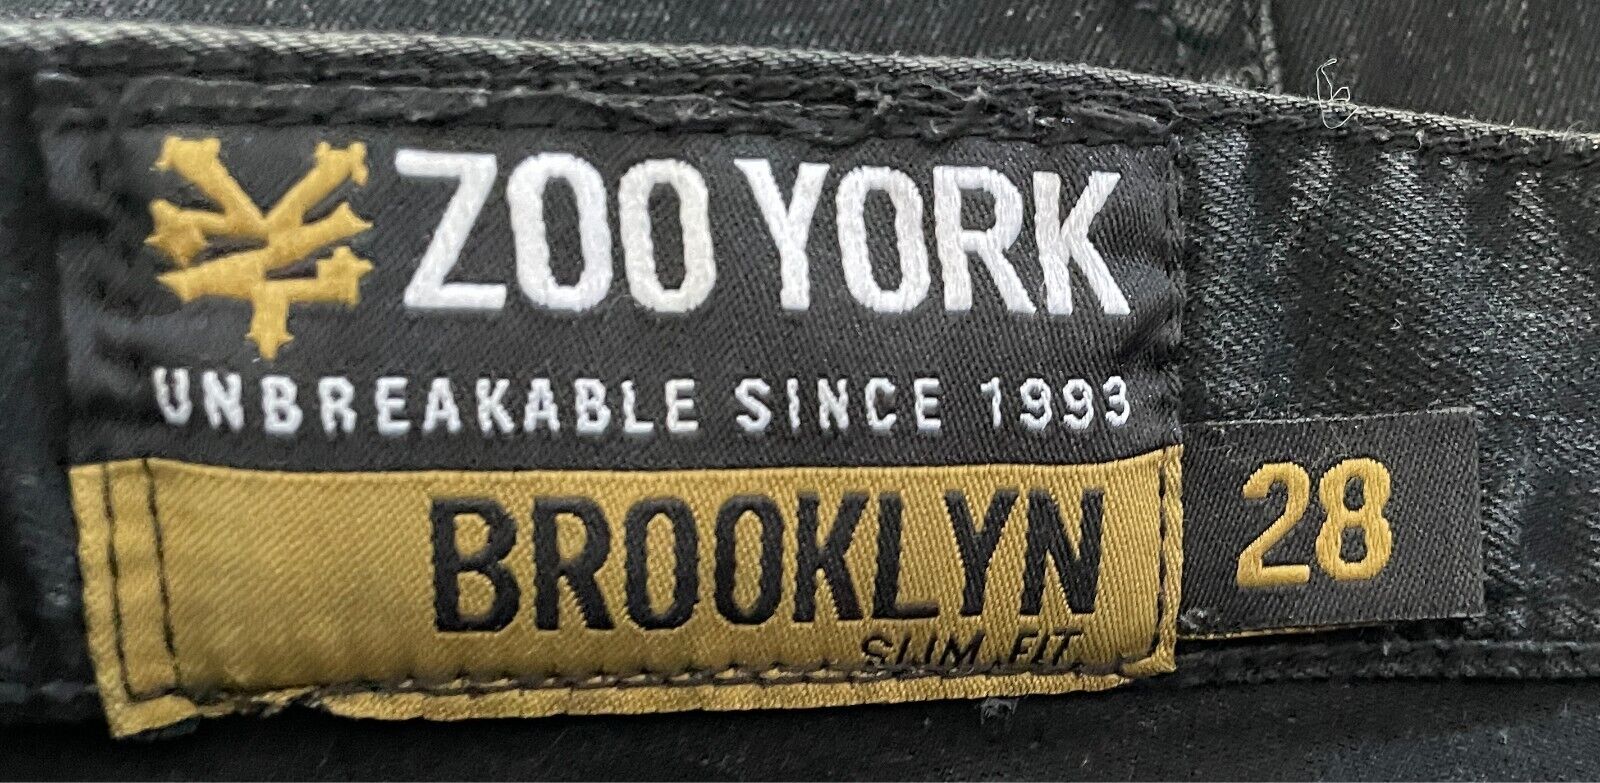 ZOO YORK
UNBREAKABLE SINCE 1993
BROOKLYN
SLIM FIT
28